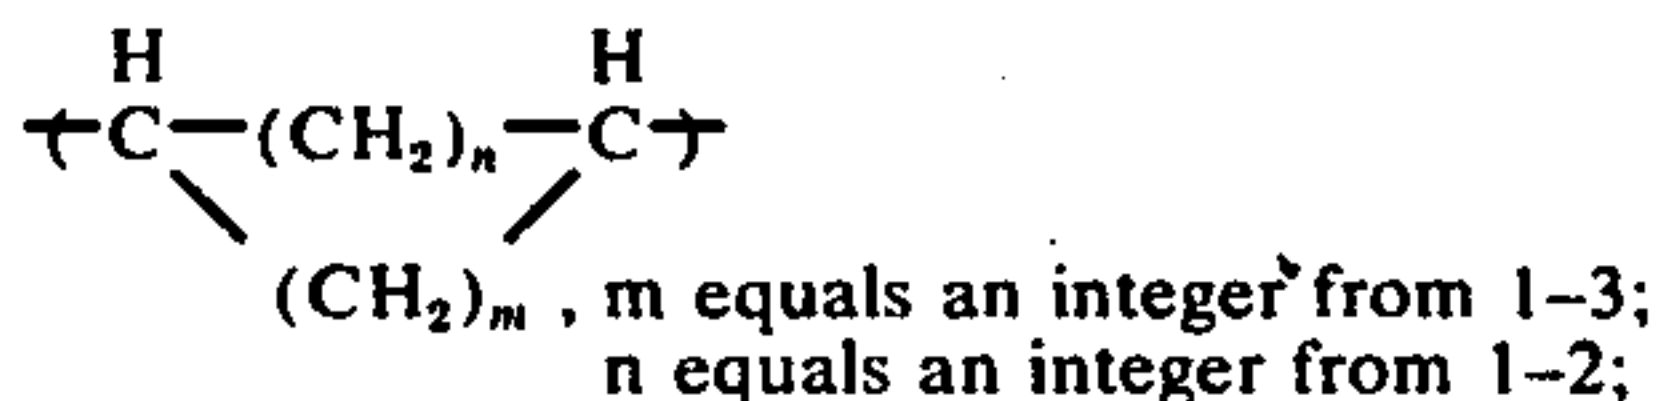 H H
(C—(CH₂)ₙ—C)
(CH₂)ₘ , m equals an integer from 1–3;
n equals an integer from 1–2;